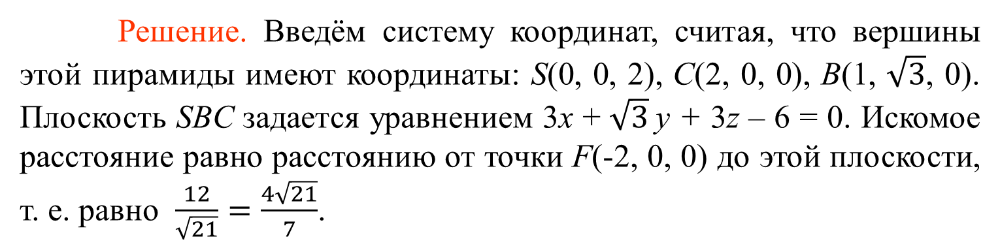 Решение. Введём систему координат, считая, что вершины
этой пирамиды имеют координаты: S(0, 0, 2), C(2, 0, 0), B(1, √3, 0).
Плоскость SBC задается уравнением 3x + √3 y + 3z – 6 = 0. Искомое
расстояние равно расстоянию от точки F(-2, 0, 0) до этой плоскости,
т. е. равно 12/√21 = 4√21/7.